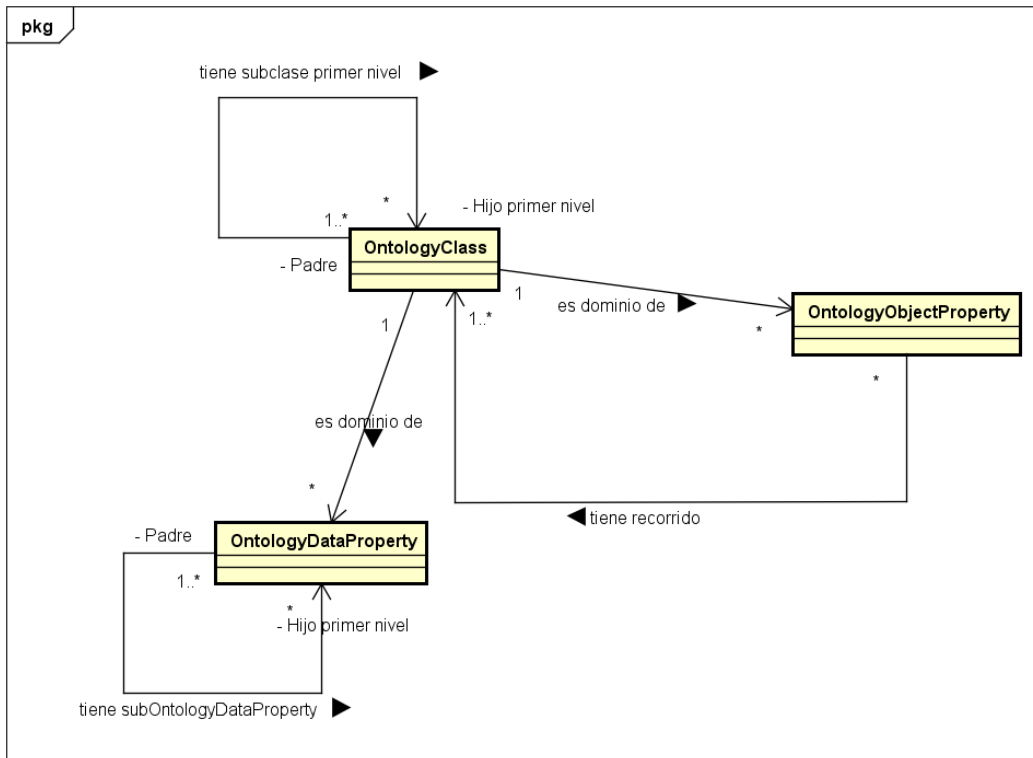 pkg
tiene subclase primer nivel
*
- Hijo primer nivel
1..*
OntologyClass
- Padre
1
es dominio de
*
OntologyObjectProperty
1
1..*
*
es dominio de
*
tiene recorrido
- Padre
OntologyDataProperty
1..*
*
- Hijo primer nivel
tiene subOntologyDataProperty